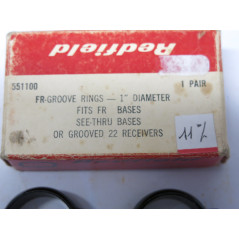 Redfield
551100 1 PAIR
FR-GROOVE RINGS — 1" DIAMETER
FITS FR BASES
SEE-THRU BASES
OR GROOVED 22 RECEIVERS